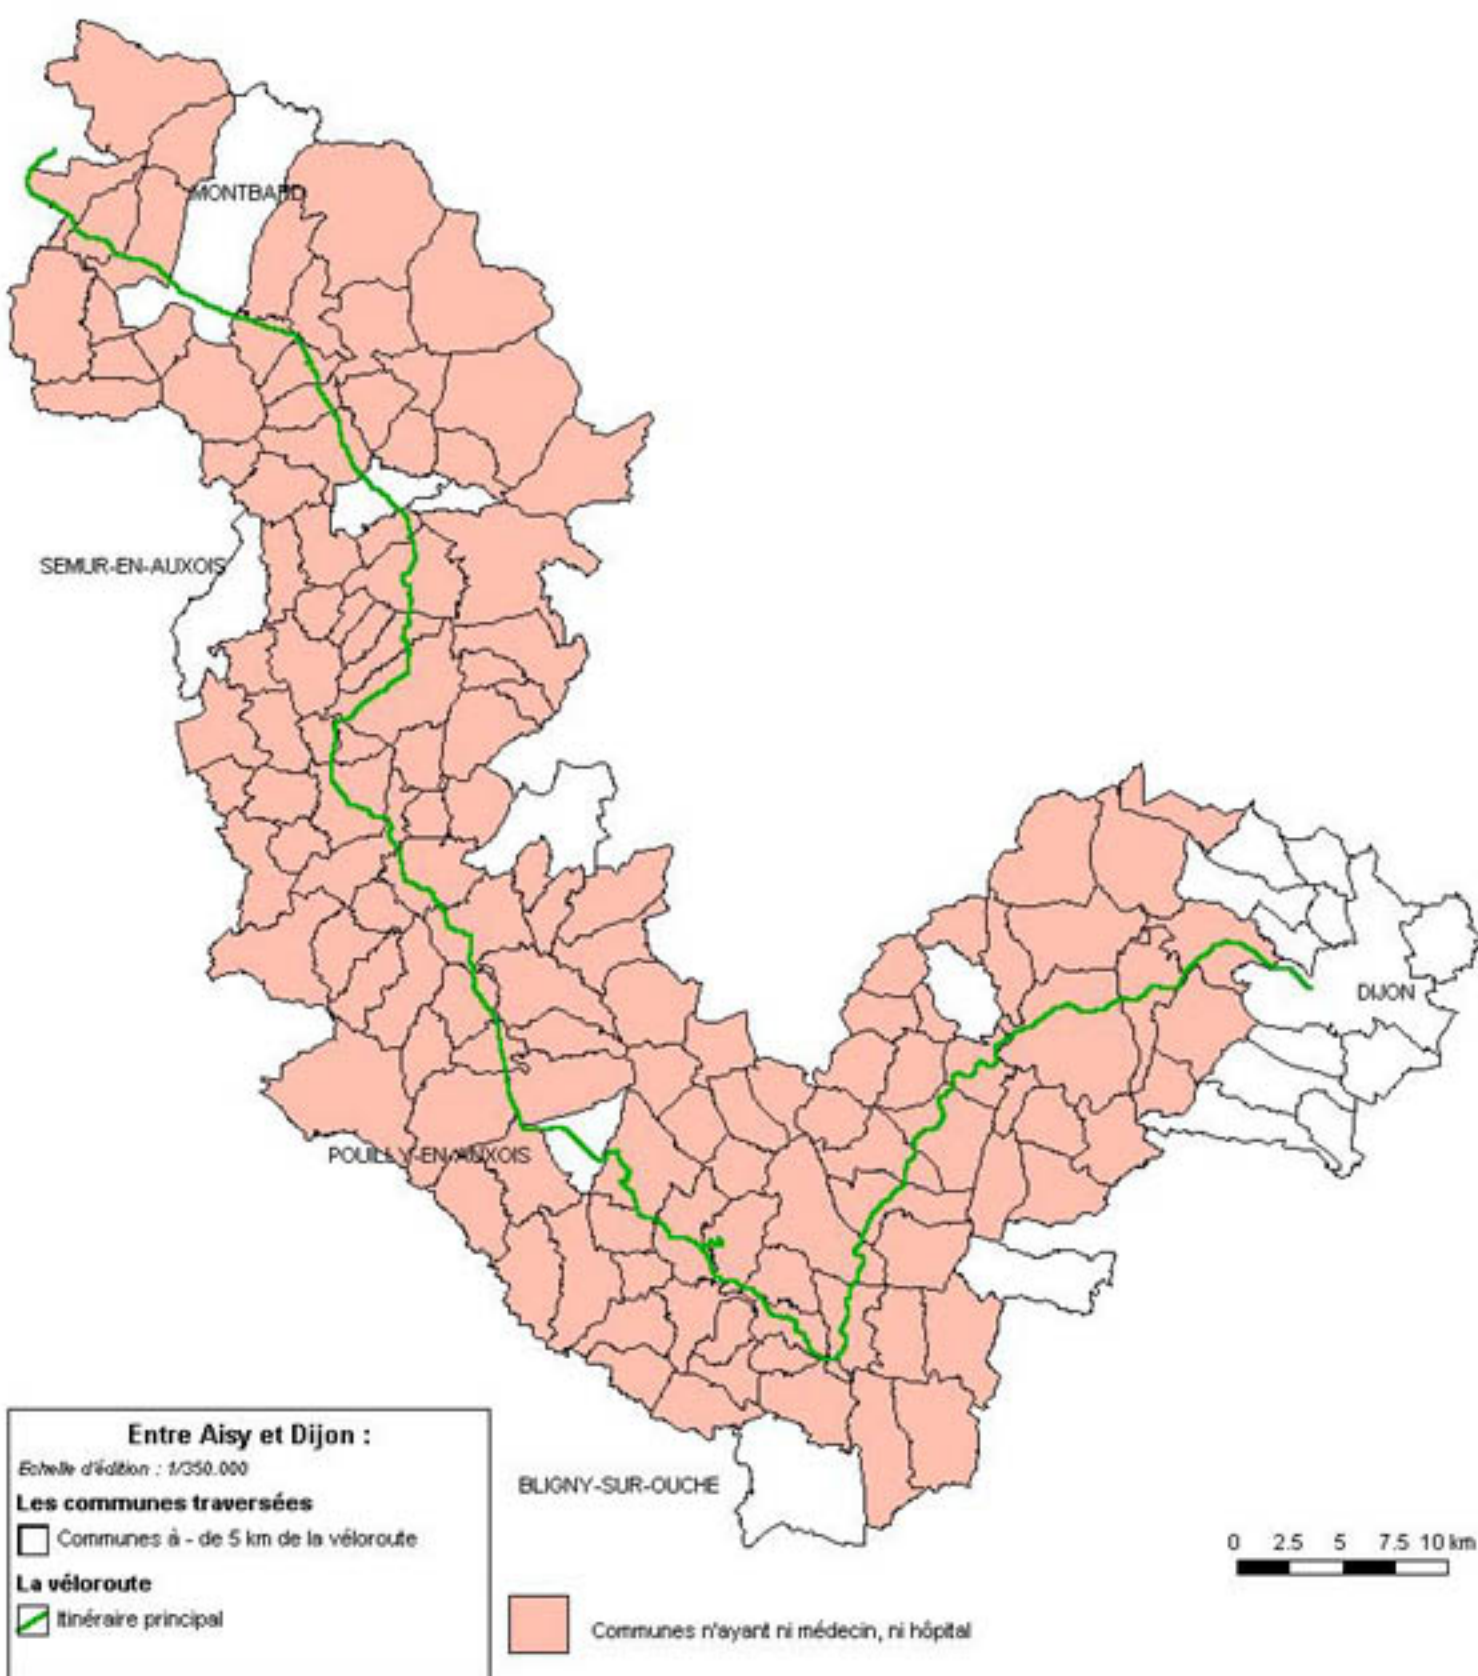 MONTBARD
SEMUR-EN-AUXOIS
DIJON
POUILLY-EN-AUXOIS
BLIGNY-SUR-OUCHE
Entre Aisy et Dijon :
Echelle d'édition : 1/350.000
Les communes traversées
Communes à - de 5 km de la véloroute
La véloroute
Itinéraire principal
Communes n'ayant ni médecin, ni hôpital
0 2.5 5 7.5 10 km